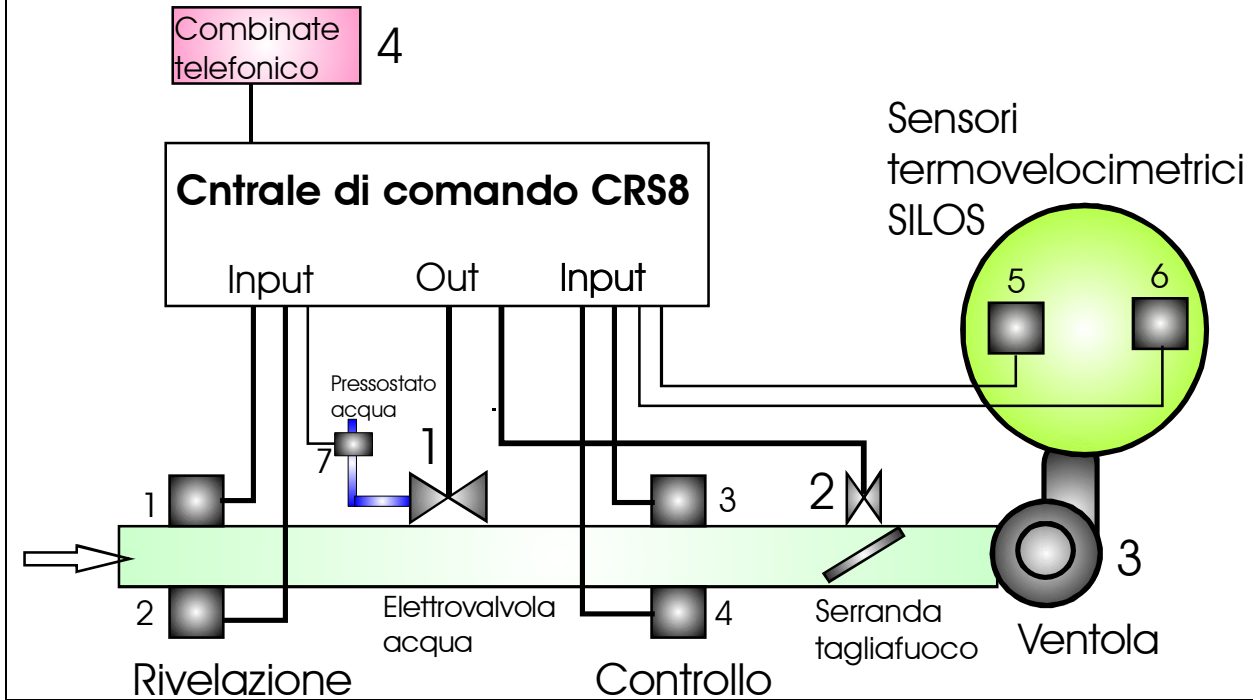 Combinate
telefonico
4
Cntrale di comando CRS8
Input
Out
Input
Sensori
termovelocimetrici
SILOS
5
6
Pressostato
acqua
7
1
1
2
3
4
2
3
Elettrovalvola
acqua
Serranda
tagliafuoco
Ventola
Rivelazione
Controllo